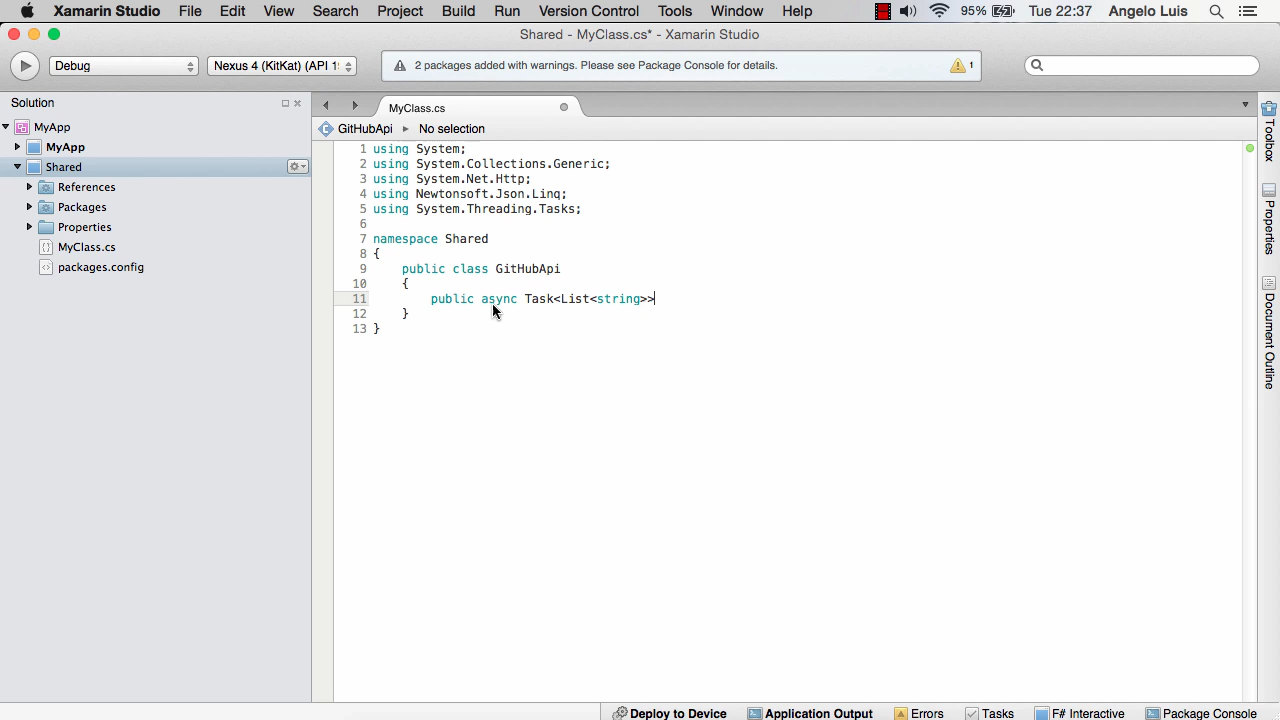 Xamarin Studio File Edit View Search Project Build Run Version Control Tools Window Help 95% Tue 22:37 Angelo Luis
Shared - MyClass.cs* - Xamarin Studio
Debug Nexus 4 (KitKat) (API 1 2 packages added with warnings. Please see Package Console for details. 1
Solution
MyApp
MyApp
Shared
References
Packages
Properties
MyClass.cs
packages.config
MyClass.cs
GitHubApi ▸ No selection
1 using System;
2 using System.Collections.Generic;
3 using System.Net.Http;
4 using Newtonsoft.Json.Linq;
5 using System.Threading.Tasks;
6
7 namespace Shared
8 {
9 public class GitHubApi
10 {
11 public async Task<List<string>>
12 }
13 }
Toolbox
Properties
Document Outline
Deploy to Device Application Output Errors Tasks F# Interactive Package Console